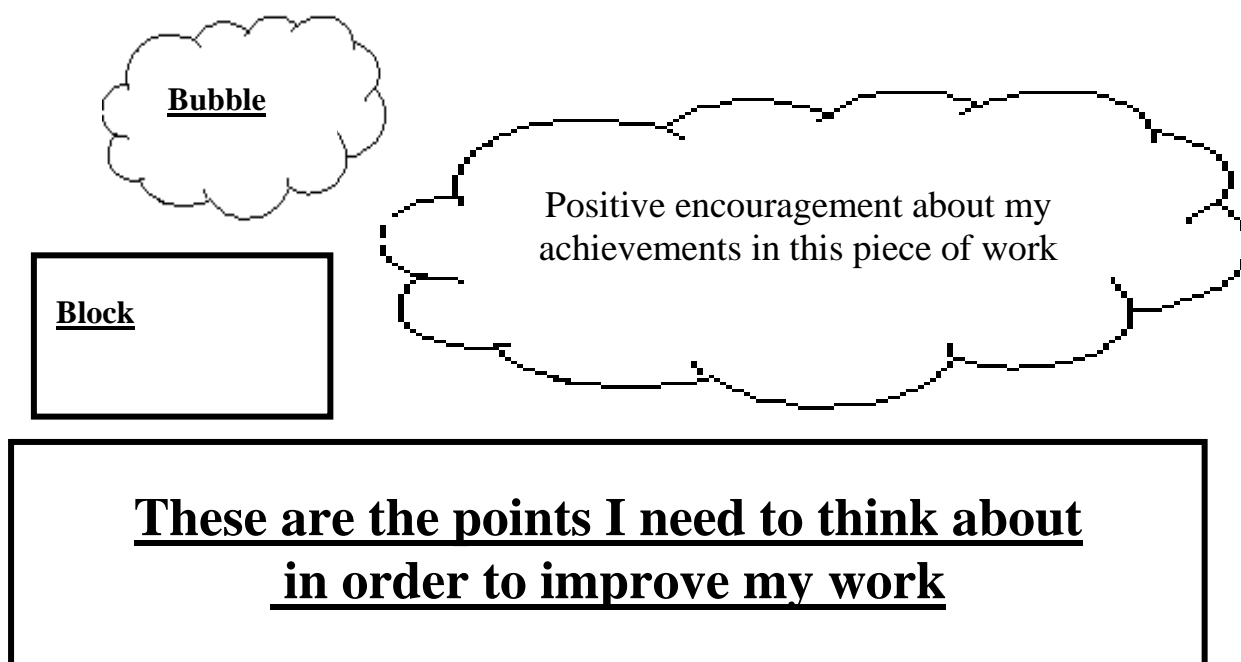 Bubble
Positive encouragement about my
achievements in this piece of work
Block
These are the points I need to think about
in order to improve my work